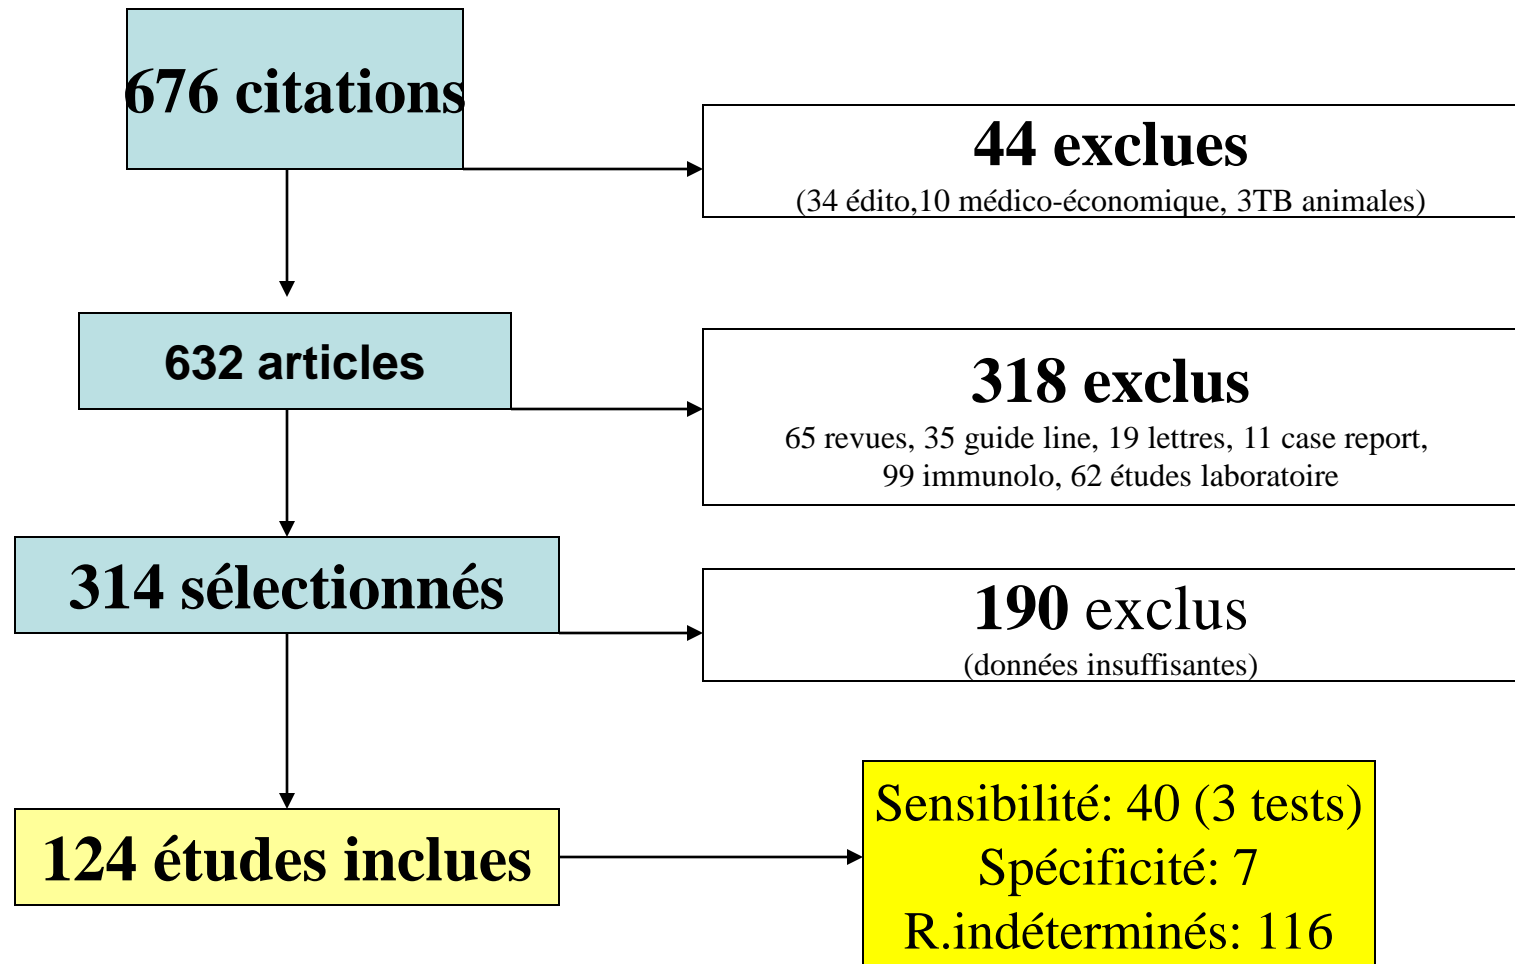 676 citations
44 exclues
(34 édito,10 médico-économique, 3TB animales)
632 articles
318 exclus
65 revues, 35 guide line, 19 lettres, 11 case report,
99 immunolo, 62 études laboratoire
314 sélectionnés
190 exclus
(données insuffisantes)
124 études inclues
Sensibilité: 40 (3 tests)
Spécificité: 7
R.indéterminés: 116